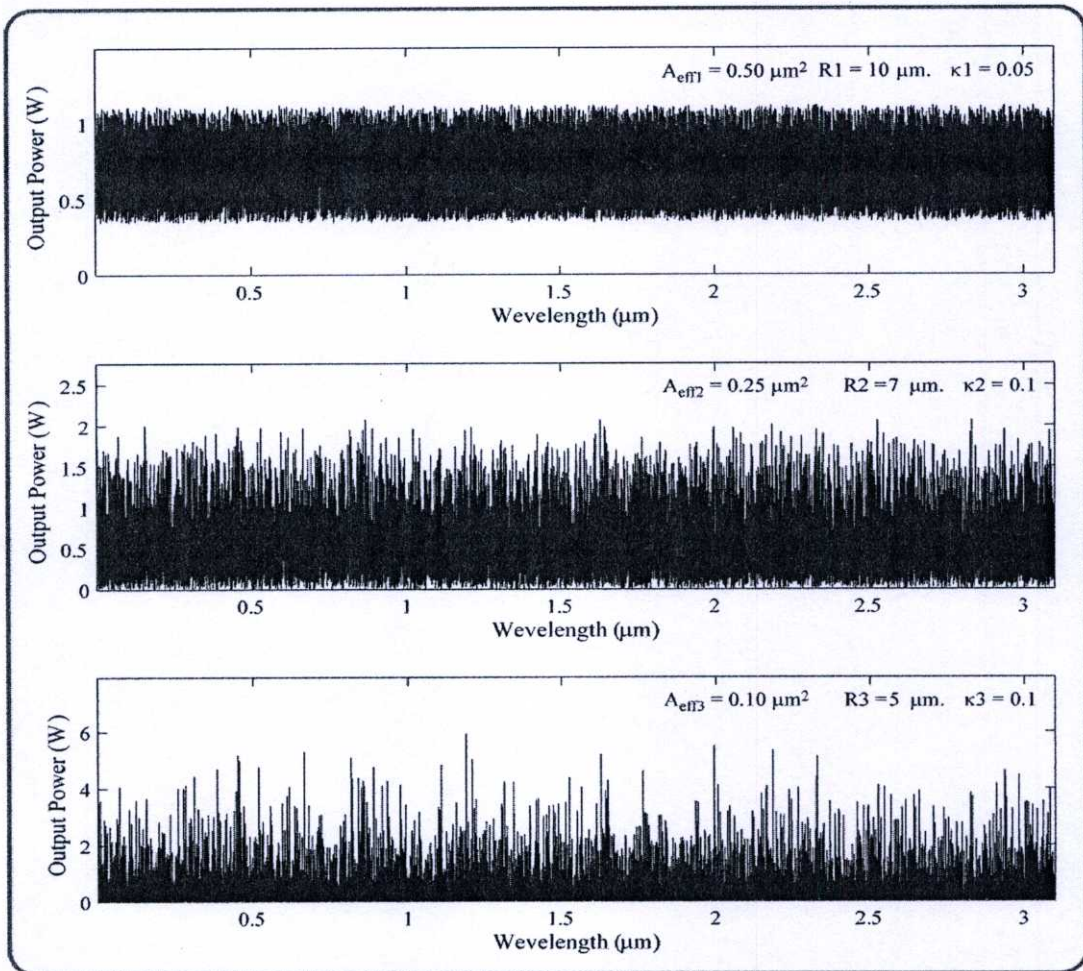 A_eff1 = 0.50 μm² R1 = 10 μm. κ1 = 0.05
Output Power (W)
1
0.5
0
0.5 1 1.5 2 2.5 3
Wevelength (μm)
A_eff2 = 0.25 μm² R2 =7 μm. κ2 = 0.1
Output Power (W)
2.5
2
1.5
1
0.5
0
0.5 1 1.5 2 2.5 3
Wevelength (μm)
A_eff3 = 0.10 μm² R3 =5 μm. κ3 = 0.1
Output Power (W)
6
4
2
0
0.5 1 1.5 2 2.5 3
Wevelength (μm)